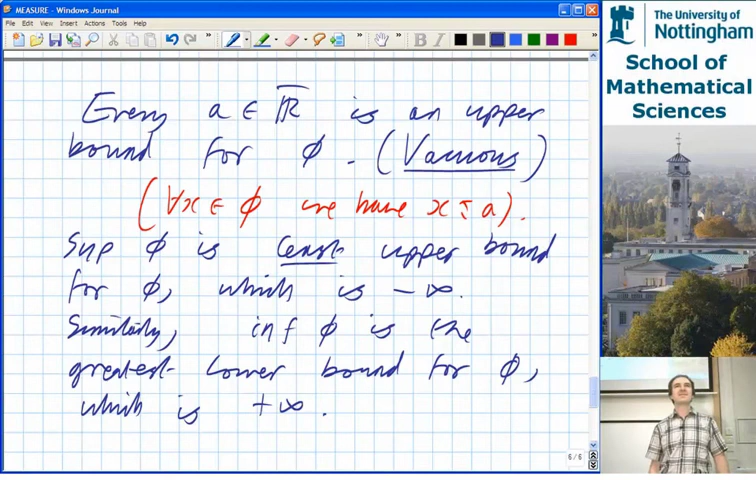 MEASURE - Windows Journal
File Edit View Insert Actions Tools Help
B I
Every a ∈ ℝ̅ is an upper
bound for ϕ. (Vacuous)
(∀x ∈ ϕ we have x ≤ a).
Sup ϕ is least upper bound
for ϕ, which is -∞.
Similarly, inf ϕ is the
greatest lower bound for ϕ,
which is +∞.
6/6
The University of
Nottingham
School of
Mathematical
Sciences